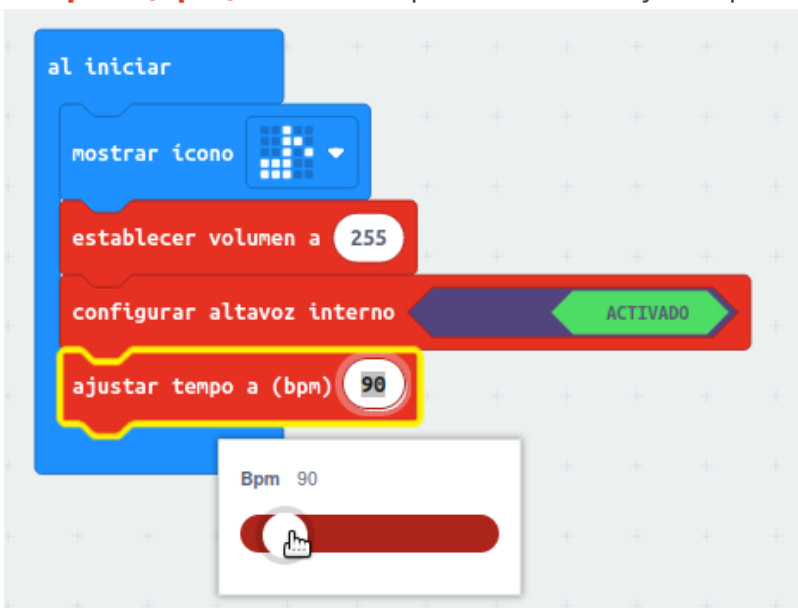 al iniciar
mostrar ícono
establecer volumen a 255
configurar altavoz interno ACTIVADO
ajustar tempo a (bpm) 90
Bpm 90